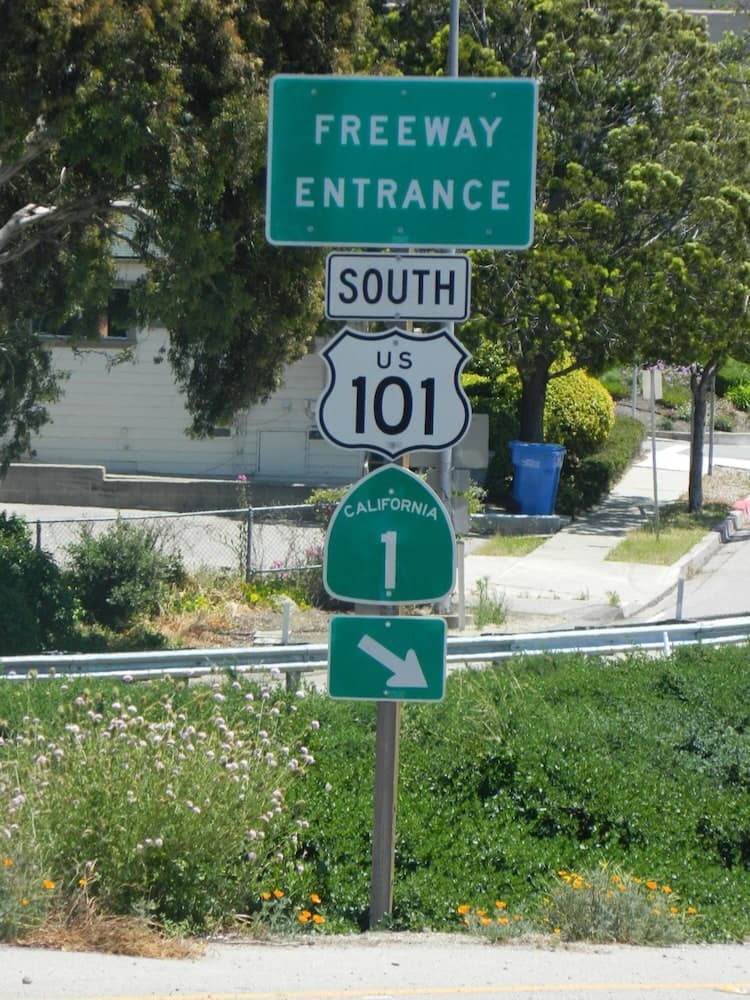 FREEWAY
ENTRANCE
SOUTH
US
101
CALIFORNIA
1